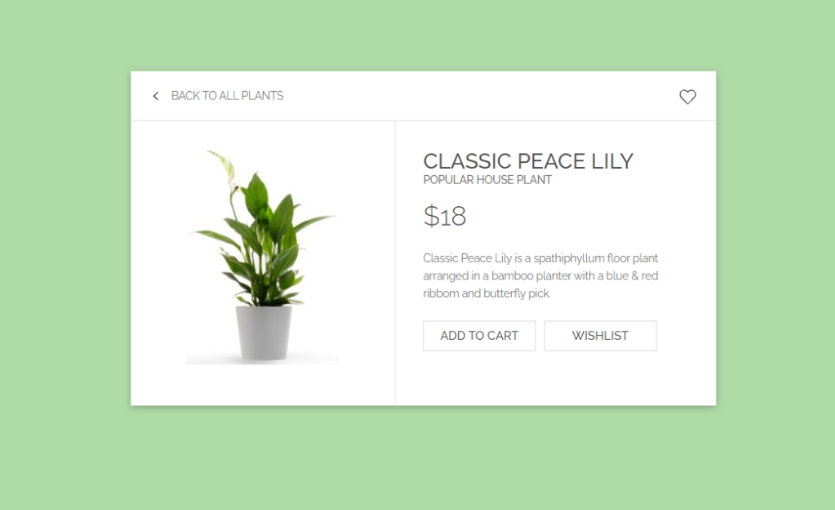 BACK TO ALL PLANTS
CLASSIC PEACE LILY
POPULAR HOUSE PLANT
$18
Classic Peace Lily is a spathiphyllum floor plant
arranged in a bamboo planter with a blue & red
ribbom and butterfly pick.
ADD TO CART WISHLIST